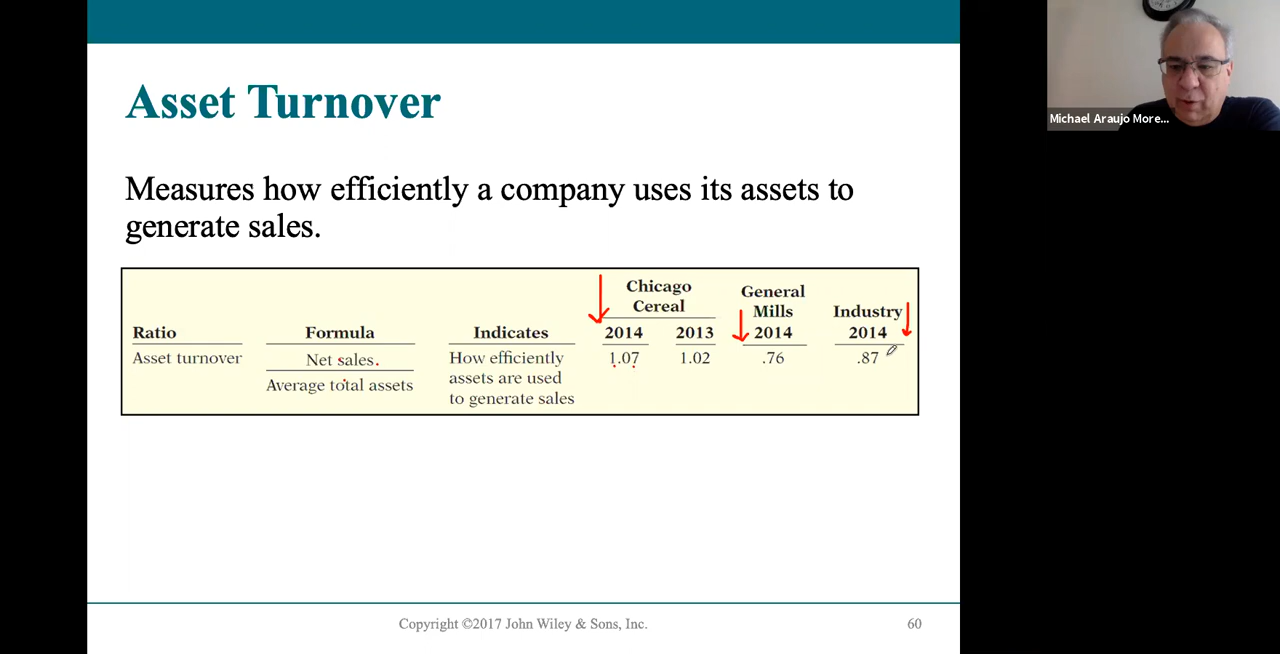 Asset Turnover
Measures how efficiently a company uses its assets to
generate sales.
Chicago
Cereal
General
Mills
Industry
Ratio Formula Indicates 2014 2013 2014 2014
Asset turnover Net sales How efficiently 1.07 1.02 .76 .87
Average total assets assets are used
to generate sales
Copyright ©2017 John Wiley & Sons, Inc. 60
Michael Araujo More...